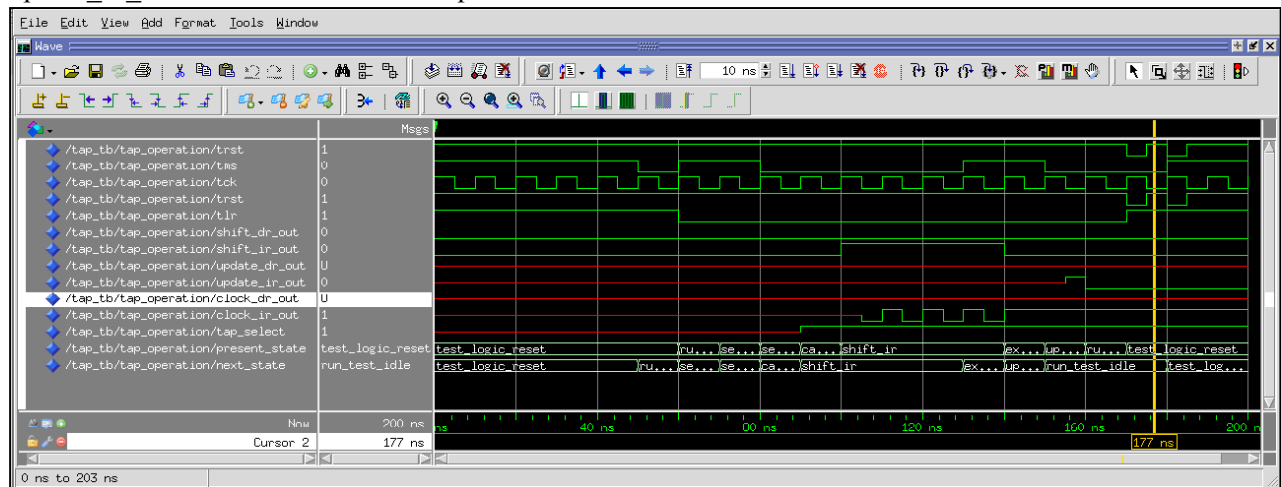 File Edit View Add Format Tools Window
Wave
10 ns
Msgs
/tap_tb/tap_operation/trst 1
/tap_tb/tap_operation/tms 0
/tap_tb/tap_operation/tck 0
/tap_tb/tap_operation/trst 1
/tap_tb/tap_operation/tlr 1
/tap_tb/tap_operation/shift_dr_out 0
/tap_tb/tap_operation/shift_ir_out 0
/tap_tb/tap_operation/update_dr_out U
/tap_tb/tap_operation/update_ir_out 0
/tap_tb/tap_operation/clock_dr_out U
/tap_tb/tap_operation/clock_ir_out 1
/tap_tb/tap_operation/tap_select 1
/tap_tb/tap_operation/present_state test_logic_reset test_logic_reset ru... se... se... ca... shift_ir ex... up... ru... test_logic_reset
/tap_tb/tap_operation/next_state run_test_idle test_logic_reset ru... se... se... ca... shift_ir ex... up... run_test_idle test_log...
Now 200 ns ns 40 ns 00 ns 120 ns 160 ns 200 n
Cursor 2 177 ns 177 ns
0 ns to 203 ns